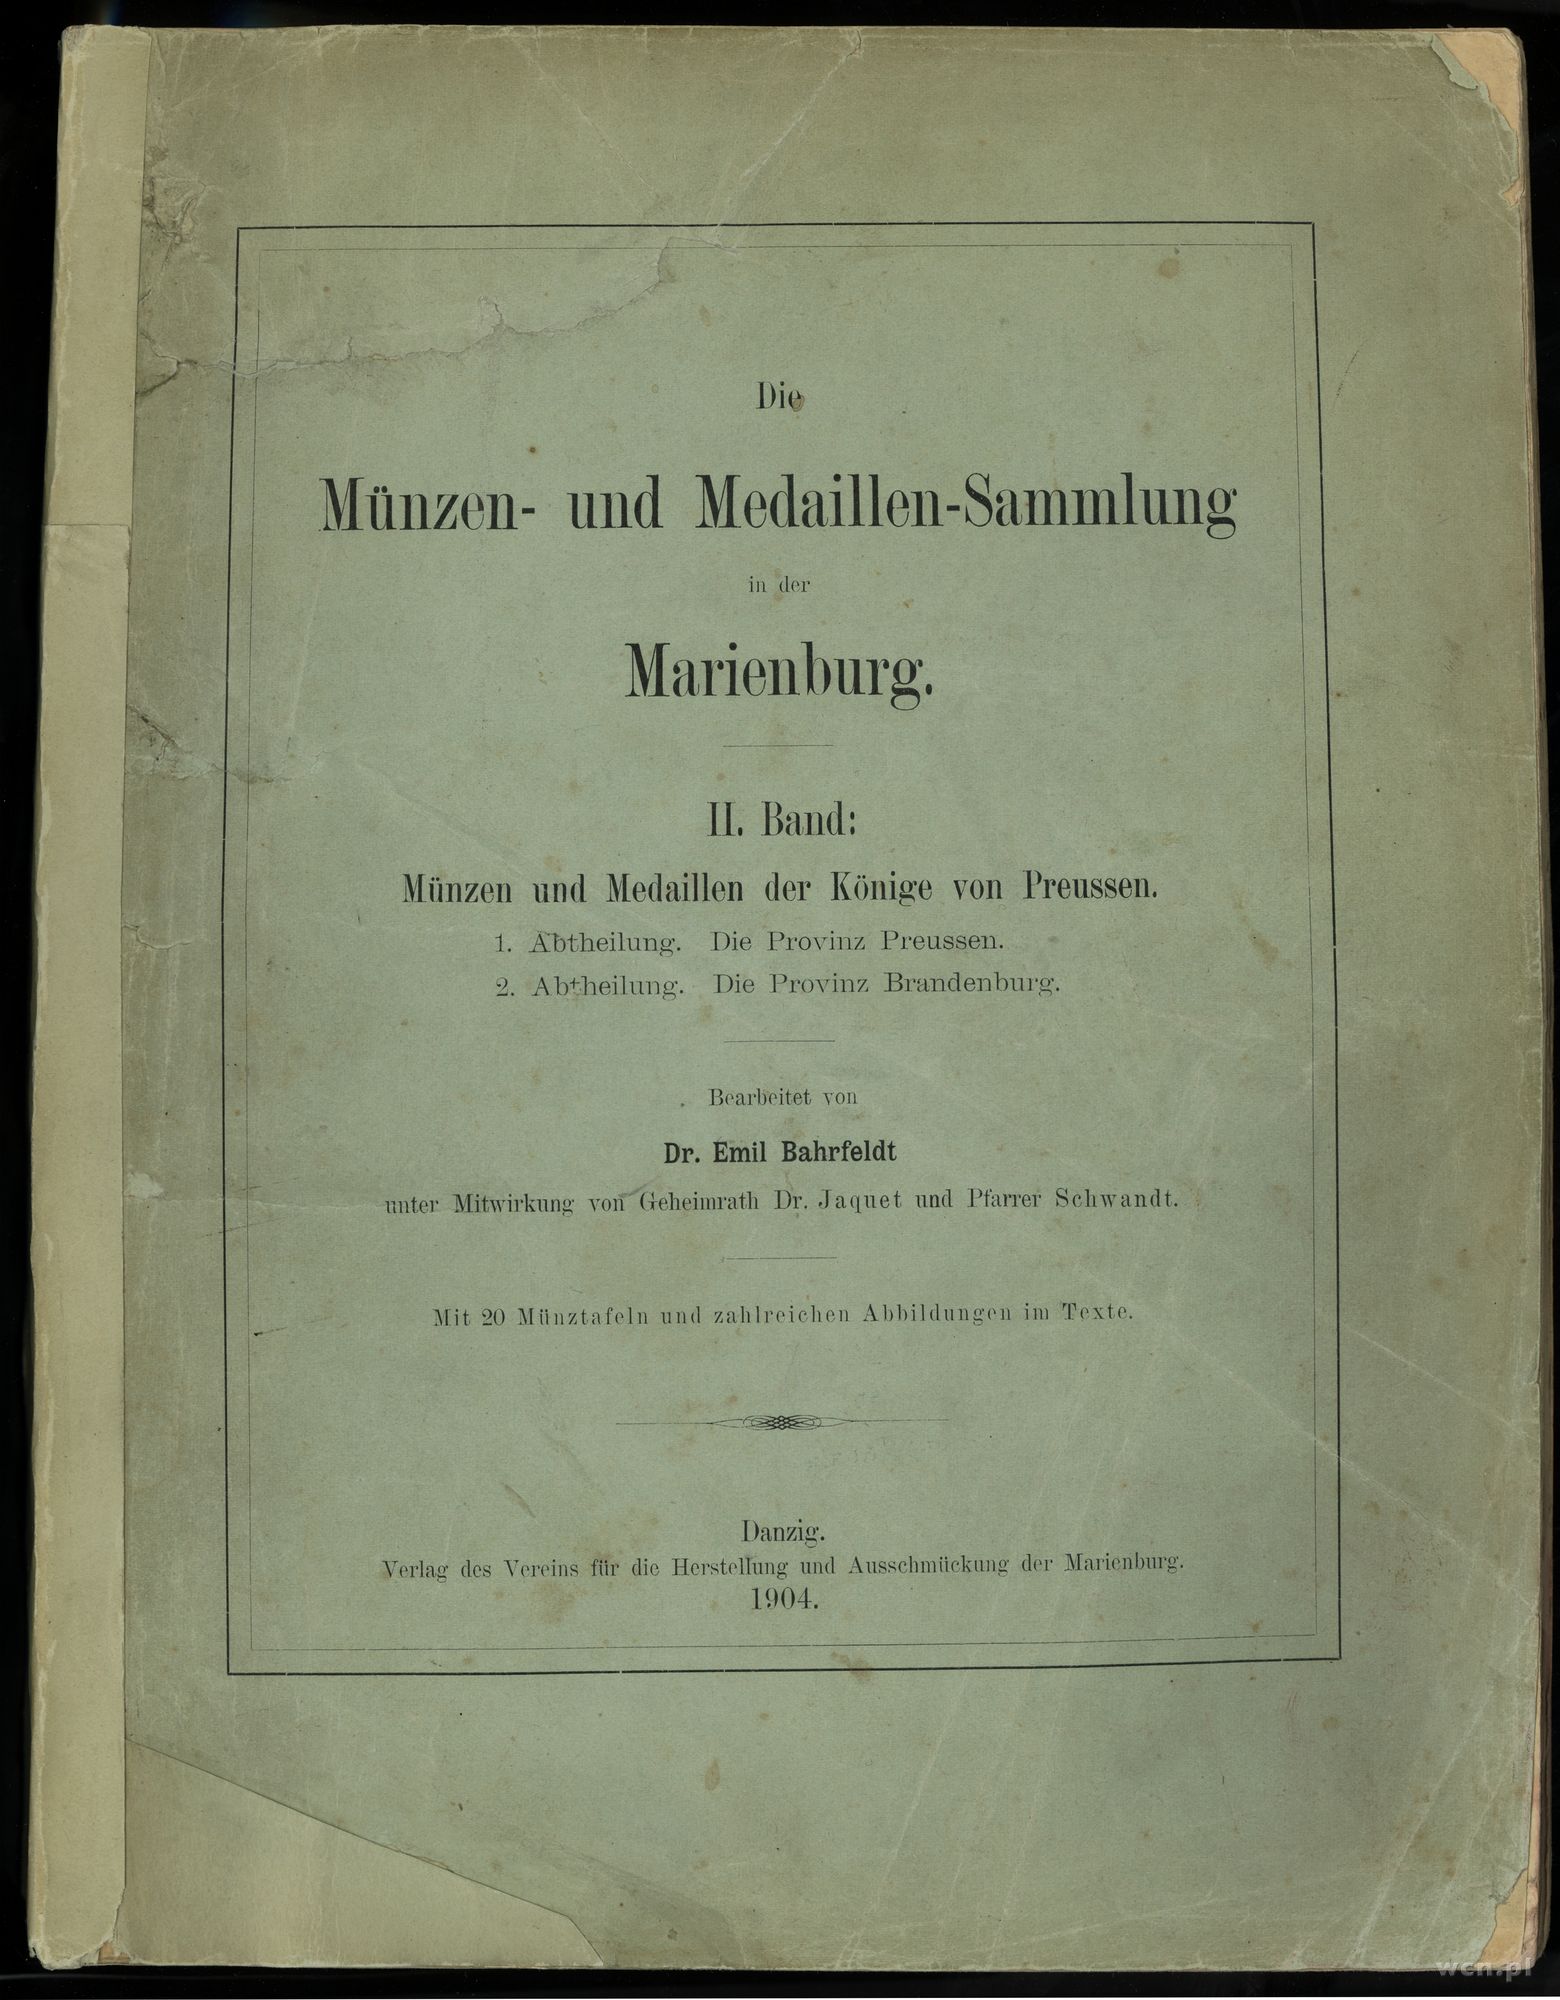 Die
Münzen- und Medaillen-Sammlung
in der
Marienburg.
II. Band:
Münzen und Medaillen der Könige von Preussen.
1. Abtheilung. Die Provinz Preussen.
2. Abtheilung. Die Provinz Brandenburg.
Bearbeitet von
Dr. Emil Bahrfeldt
unter Mitwirkung von Geheimrath Dr. Jaquet und Pfarrer Schwandt.
Mit 20 Münztafeln und zahlreichen Abbildungen im Texte.
Danzig.
Verlag des Vereins für die Herstellung und Ausschmückung der Marienburg.
1904.
wcn.pl